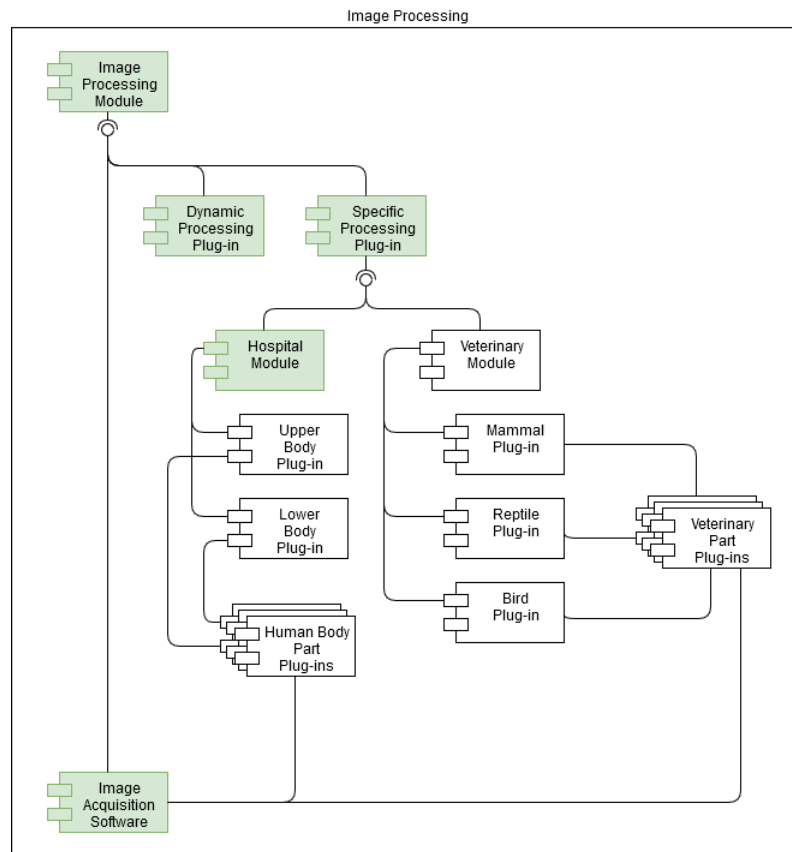 Image Processing
Image
Processing
Module
Dynamic
Processing
Plug-in
Specific
Processing
Plug-in
Hospital
Module
Veterinary
Module
Upper
Body
Plug-in
Mammal
Plug-in
Lower
Body
Plug-in
Reptile
Plug-in
Veterinary
Part
Plug-ins
Bird
Plug-in
Human Body
Part
Plug-ins
Image
Acquisition
Software